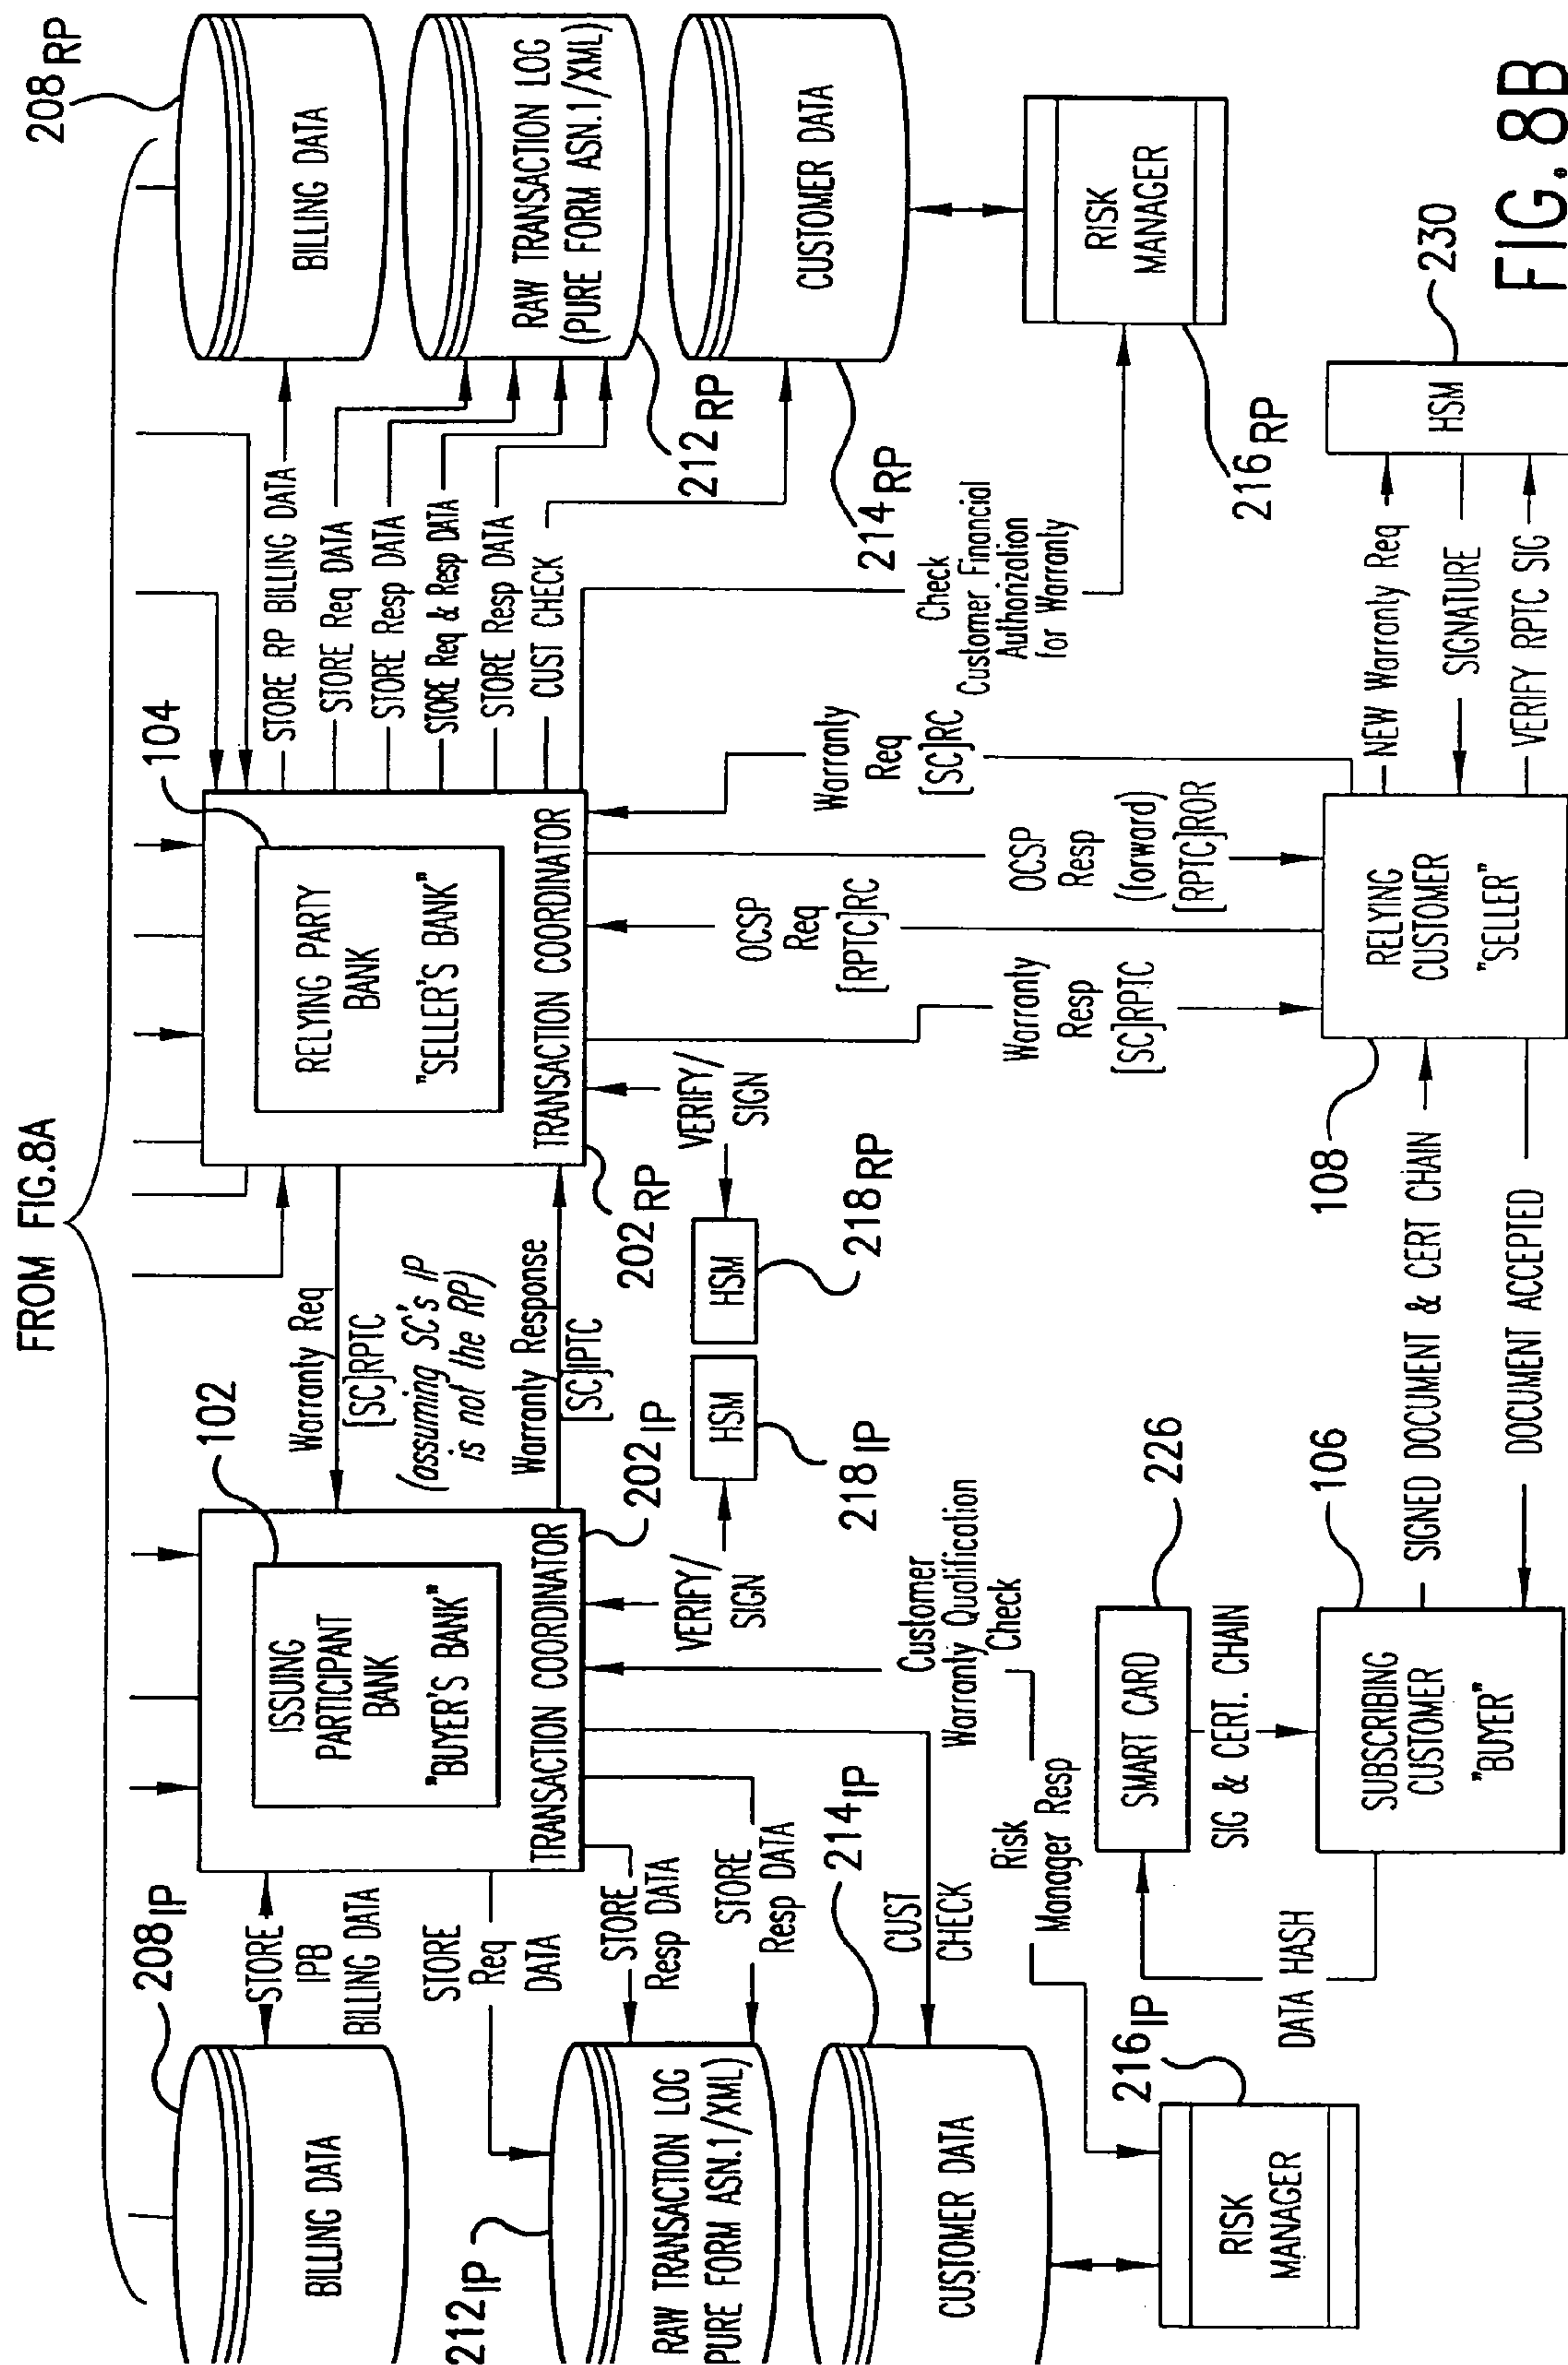 FROM FIG.8A
208IP
BILLING DATA
STORE
IPB
BILLING DATA
102
ISSUING
PARTICIPANT
BANK
"BUYER'S BANK"
TRANSACTION COORDINATOR
202IP
Warranty Req
[SC]RPTC
(assuming SC's IP
is not the RP)
Warranty Response
[SC]IPTC
104
RELYING PARTY
BANK
"SELLER'S BANK"
TRANSACTION COORDINATOR
202RP
STORE RP BILLING DATA
STORE Req DATA
STORE Resp DATA
STORE Req & Resp DATA
STORE Resp DATA
CUST CHECK
208RP
BILLING DATA
RAW TRANSACTION LOG
(PURE FORM ASN.1/XML)
212RP
CUSTOMER DATA
214RP
Check
Customer Financial
Authorization
for Warranty
RISK
MANAGER
216RP
STORE
Req
DATA
STORE
Resp DATA
STORE
Resp DATA
212IP
RAW TRANSACTION LOG
PURE FORM ASN.1/XML)
214IP
CUST
CHECK
CUSTOMER DATA
VERIFY/
SIGN
HSM
218IP
HSM
218RP
VERIFY/
SIGN
Customer
Warranty Qualification
Check
Risk
Manager Resp
216IP
RISK
MANAGER
Warranty
Resp
[SC]RPTC
OCSP
Req
[RPTC]RC
OCSP
Resp
(forward)
[RPTC]ROR
Warranty
Req
[SC]RC
SMART CARD
226
SIG & CERT. CHAIN
DATA HASH
SUBSCRIBING
CUSTOMER
"BUYER"
106
SIGNED DOCUMENT & CERT CHAIN
DOCUMENT ACCEPTED
108
RELYING
CUSTOMER
"SELLER"
NEW Warranty Req
SIGNATURE
VERIFY RPTC SIG
HSM
230
FIG.8B